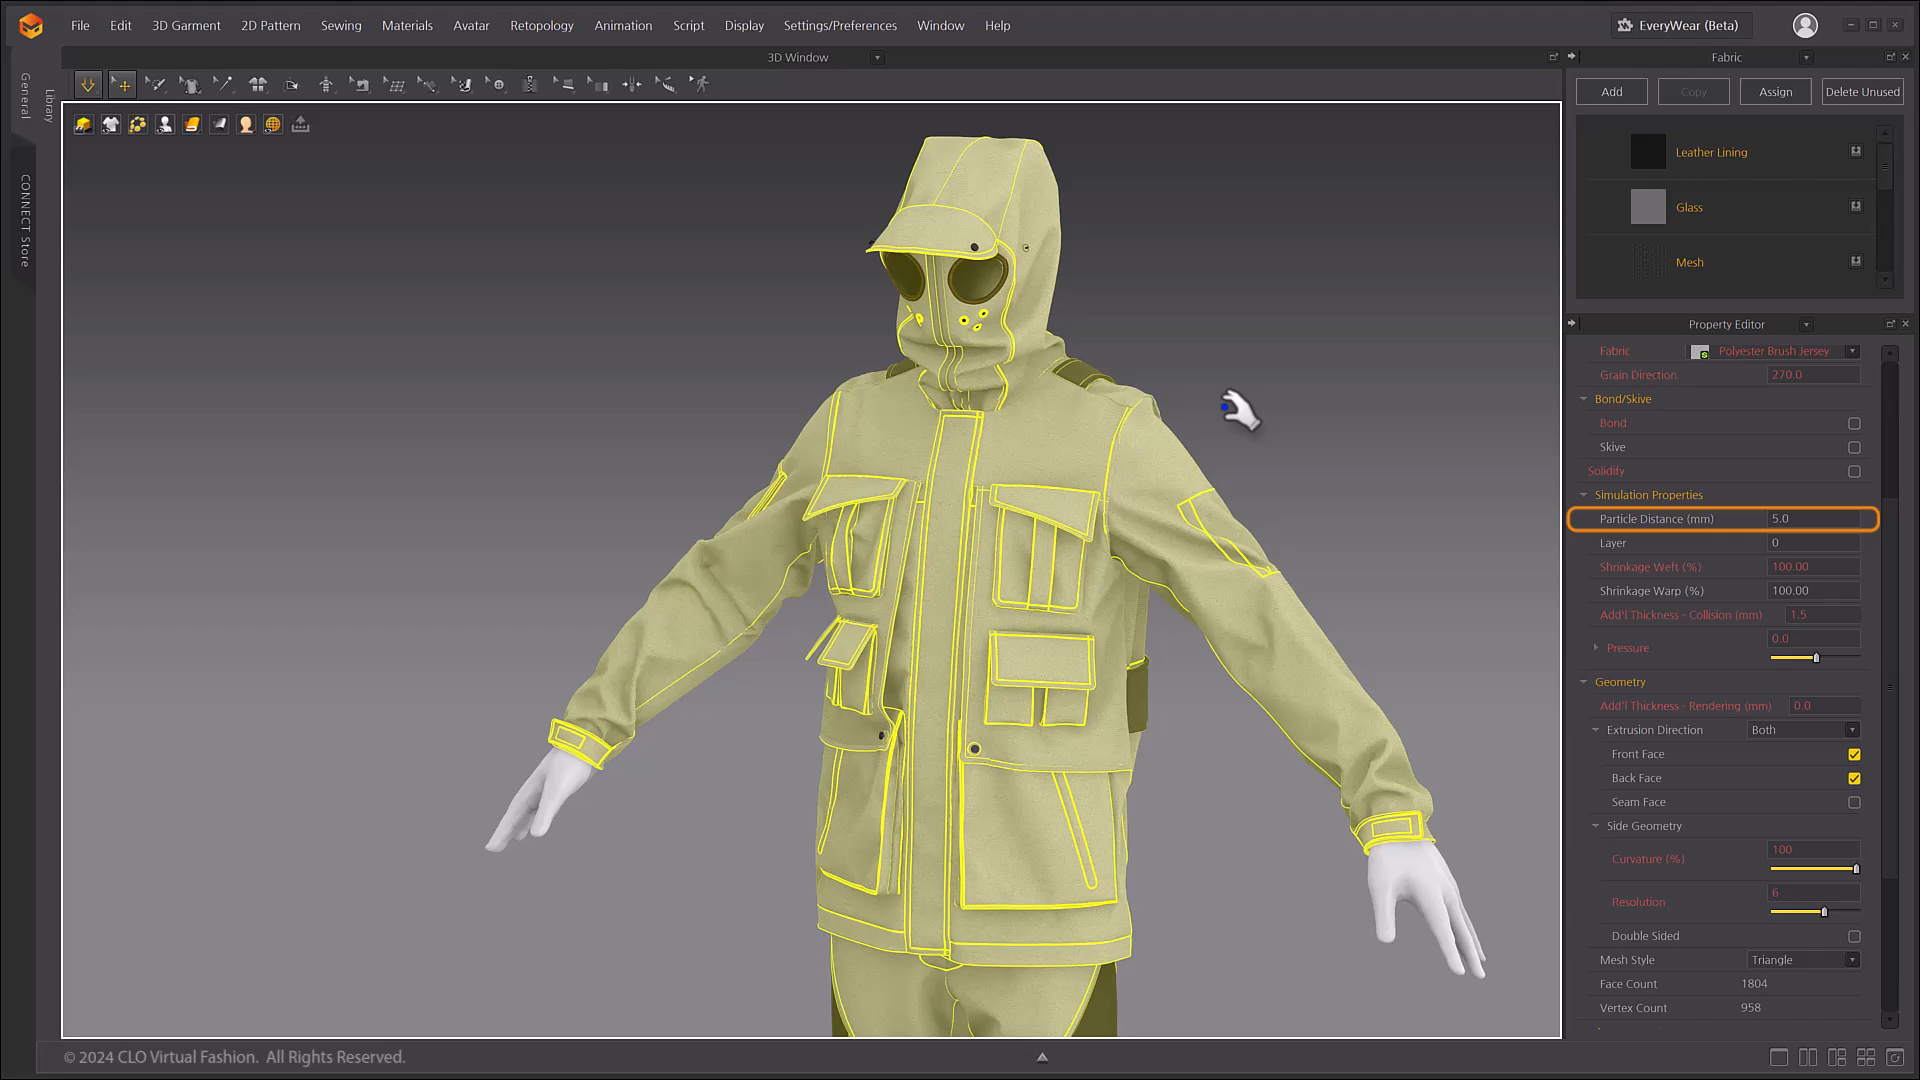 File Edit 3D Garment 2D Pattern Sewing Materials Avatar Retopology Animation Script Display Settings/Preferences Window Help
EveryWear (Beta)
3D Window
Fabric
General
Library
CONNECT Store
Add Copy Assign Delete Unused
Leather Lining
Glass
Mesh
Property Editor
Fabric Polyester Brush Jersey
Grain Direction 270.0
Bond/Skive
Bond
Skive
Solidify
Simulation Properties
Particle Distance (mm) 5.0
Layer 0
Shrinkage Weft (%) 100.00
Shrinkage Warp (%) 100.00
Add'l Thickness - Collision (mm) 1.5
Pressure 0.0
Geometry
Add'l Thickness - Rendering (mm) 0.0
Extrusion Direction Both
Front Face
Back Face
Seam Face
Side Geometry
Curvature (%) 100
Resolution 6
Double Sided
Mesh Style Triangle
Face Count 1804
Vertex Count 958
© 2024 CLO Virtual Fashion. All Rights Reserved.